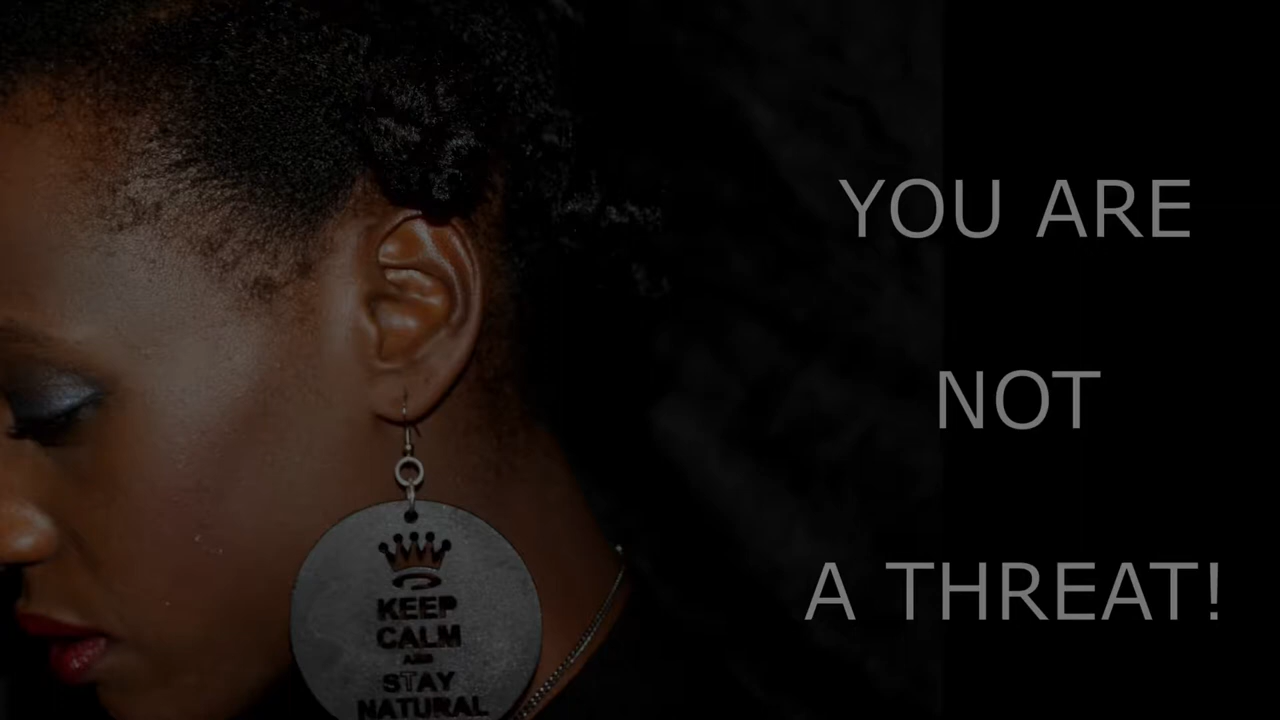 YOU ARE
NOT
A THREAT!
KEEP
CALM
AND
STAY
NATURAL